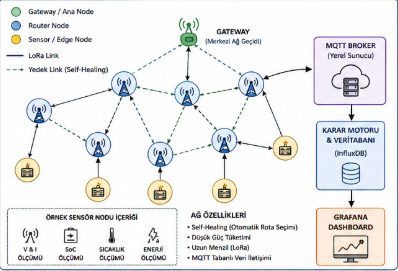 Gateway / Ana Node
Router Node
Sensor / Edge Node
LoRa Link
Yedek Link (Self-Healing)
GATEWAY
(Merkezi Ağ Geçidi)
MQTT BROKER
(Yerel Sunucu)
KARAR MOTORU
& VERİTABANI
(InfluxDB)
GRAFANA
DASHBOARD
ÖRNEK SENSÖR NODU İÇERİĞİ
V & I
ÖLÇÜMÜ
SoC
ÖLÇÜMÜ
SICAKLIK
ÖLÇÜMÜ
ENERJİ
ÖLÇÜMÜ
AĞ ÖZELLİKLERİ
• Self-Healing (Otomatik Rota Seçimi)
• Düşük Güç Tüketimi
• Uzun Menzil (LoRa)
• MQTT Tabanlı Veri İletimi